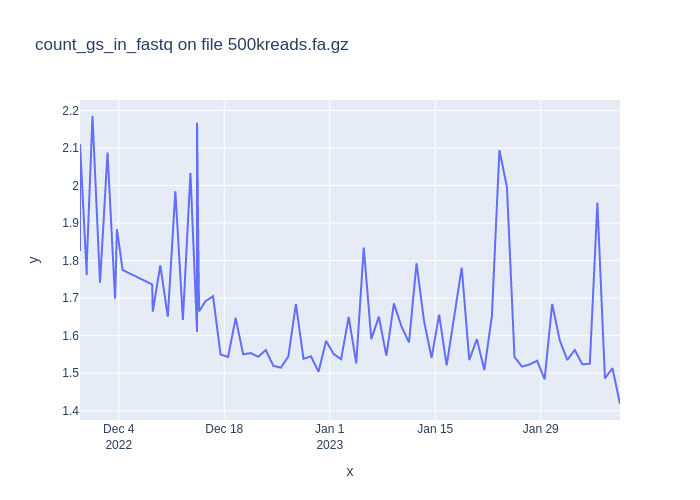 count_gs_in_fastq on file 500kreads.fa.gz
2.2
2.1
2
1.9
1.8
1.7
1.6
1.5
1.4
y
Dec 4
2022
Dec 18
Jan 1
2023
Jan 15
Jan 29
x